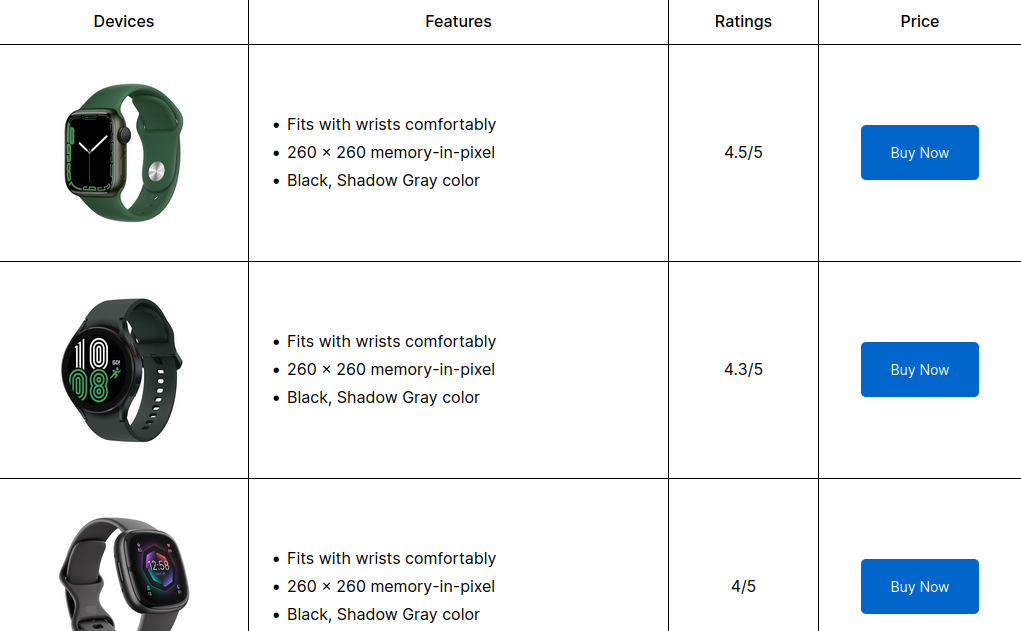 Devices Features Ratings Price
• Fits with wrists comfortably
• 260 × 260 memory-in-pixel
• Black, Shadow Gray color
4.5/5
Buy Now
10
08
GO!
• Fits with wrists comfortably
• 260 × 260 memory-in-pixel
• Black, Shadow Gray color
4.3/5
Buy Now
12:58
• Fits with wrists comfortably
• 260 × 260 memory-in-pixel
• Black, Shadow Gray color
4/5
Buy Now